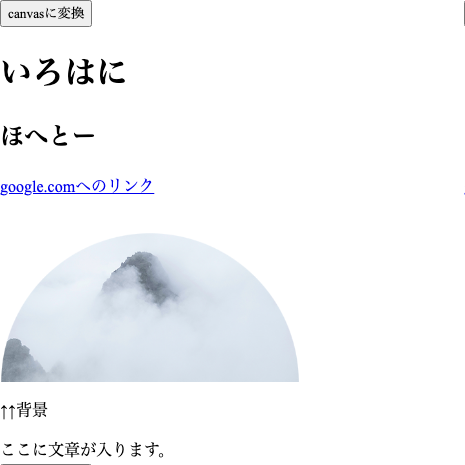 canvasに変換
いろはに
ほへとー
google.comへのリンク
↑↑背景
ここに文章が入ります。